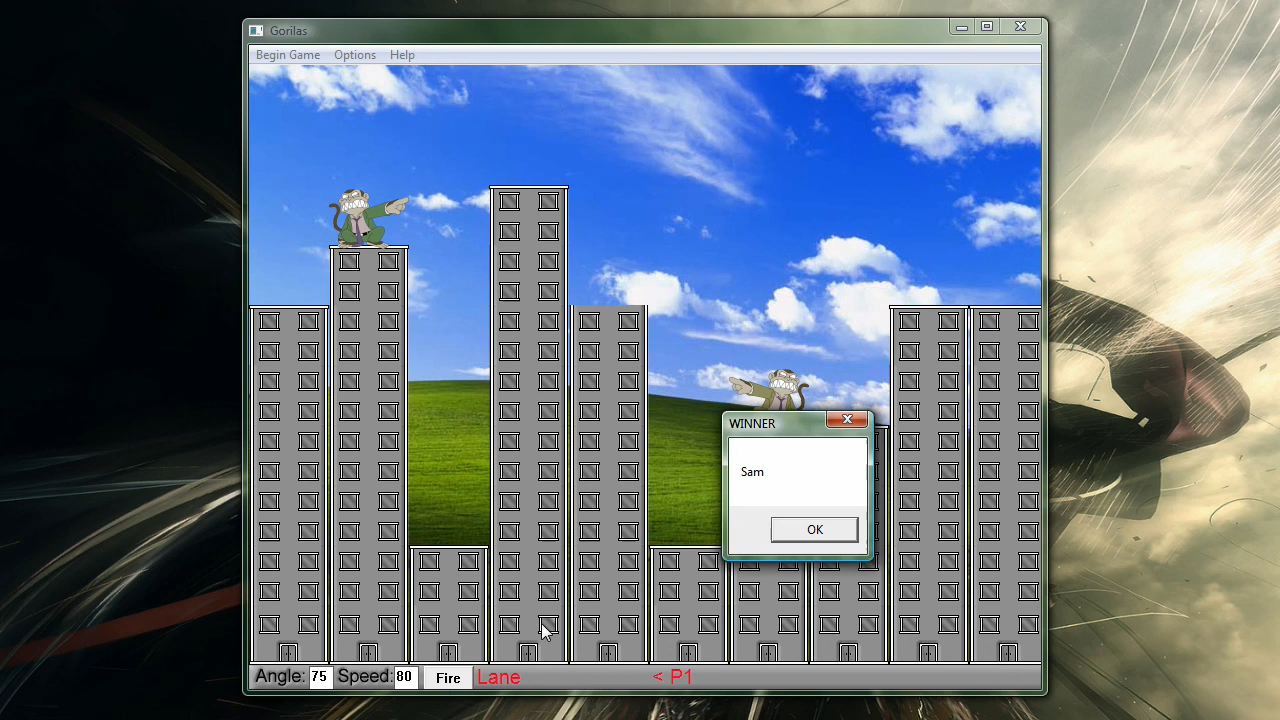 Gorilas
Begin Game Options Help
WINNER
Sam
OK
Angle: 75 Speed: 80 Fire Lane < P1